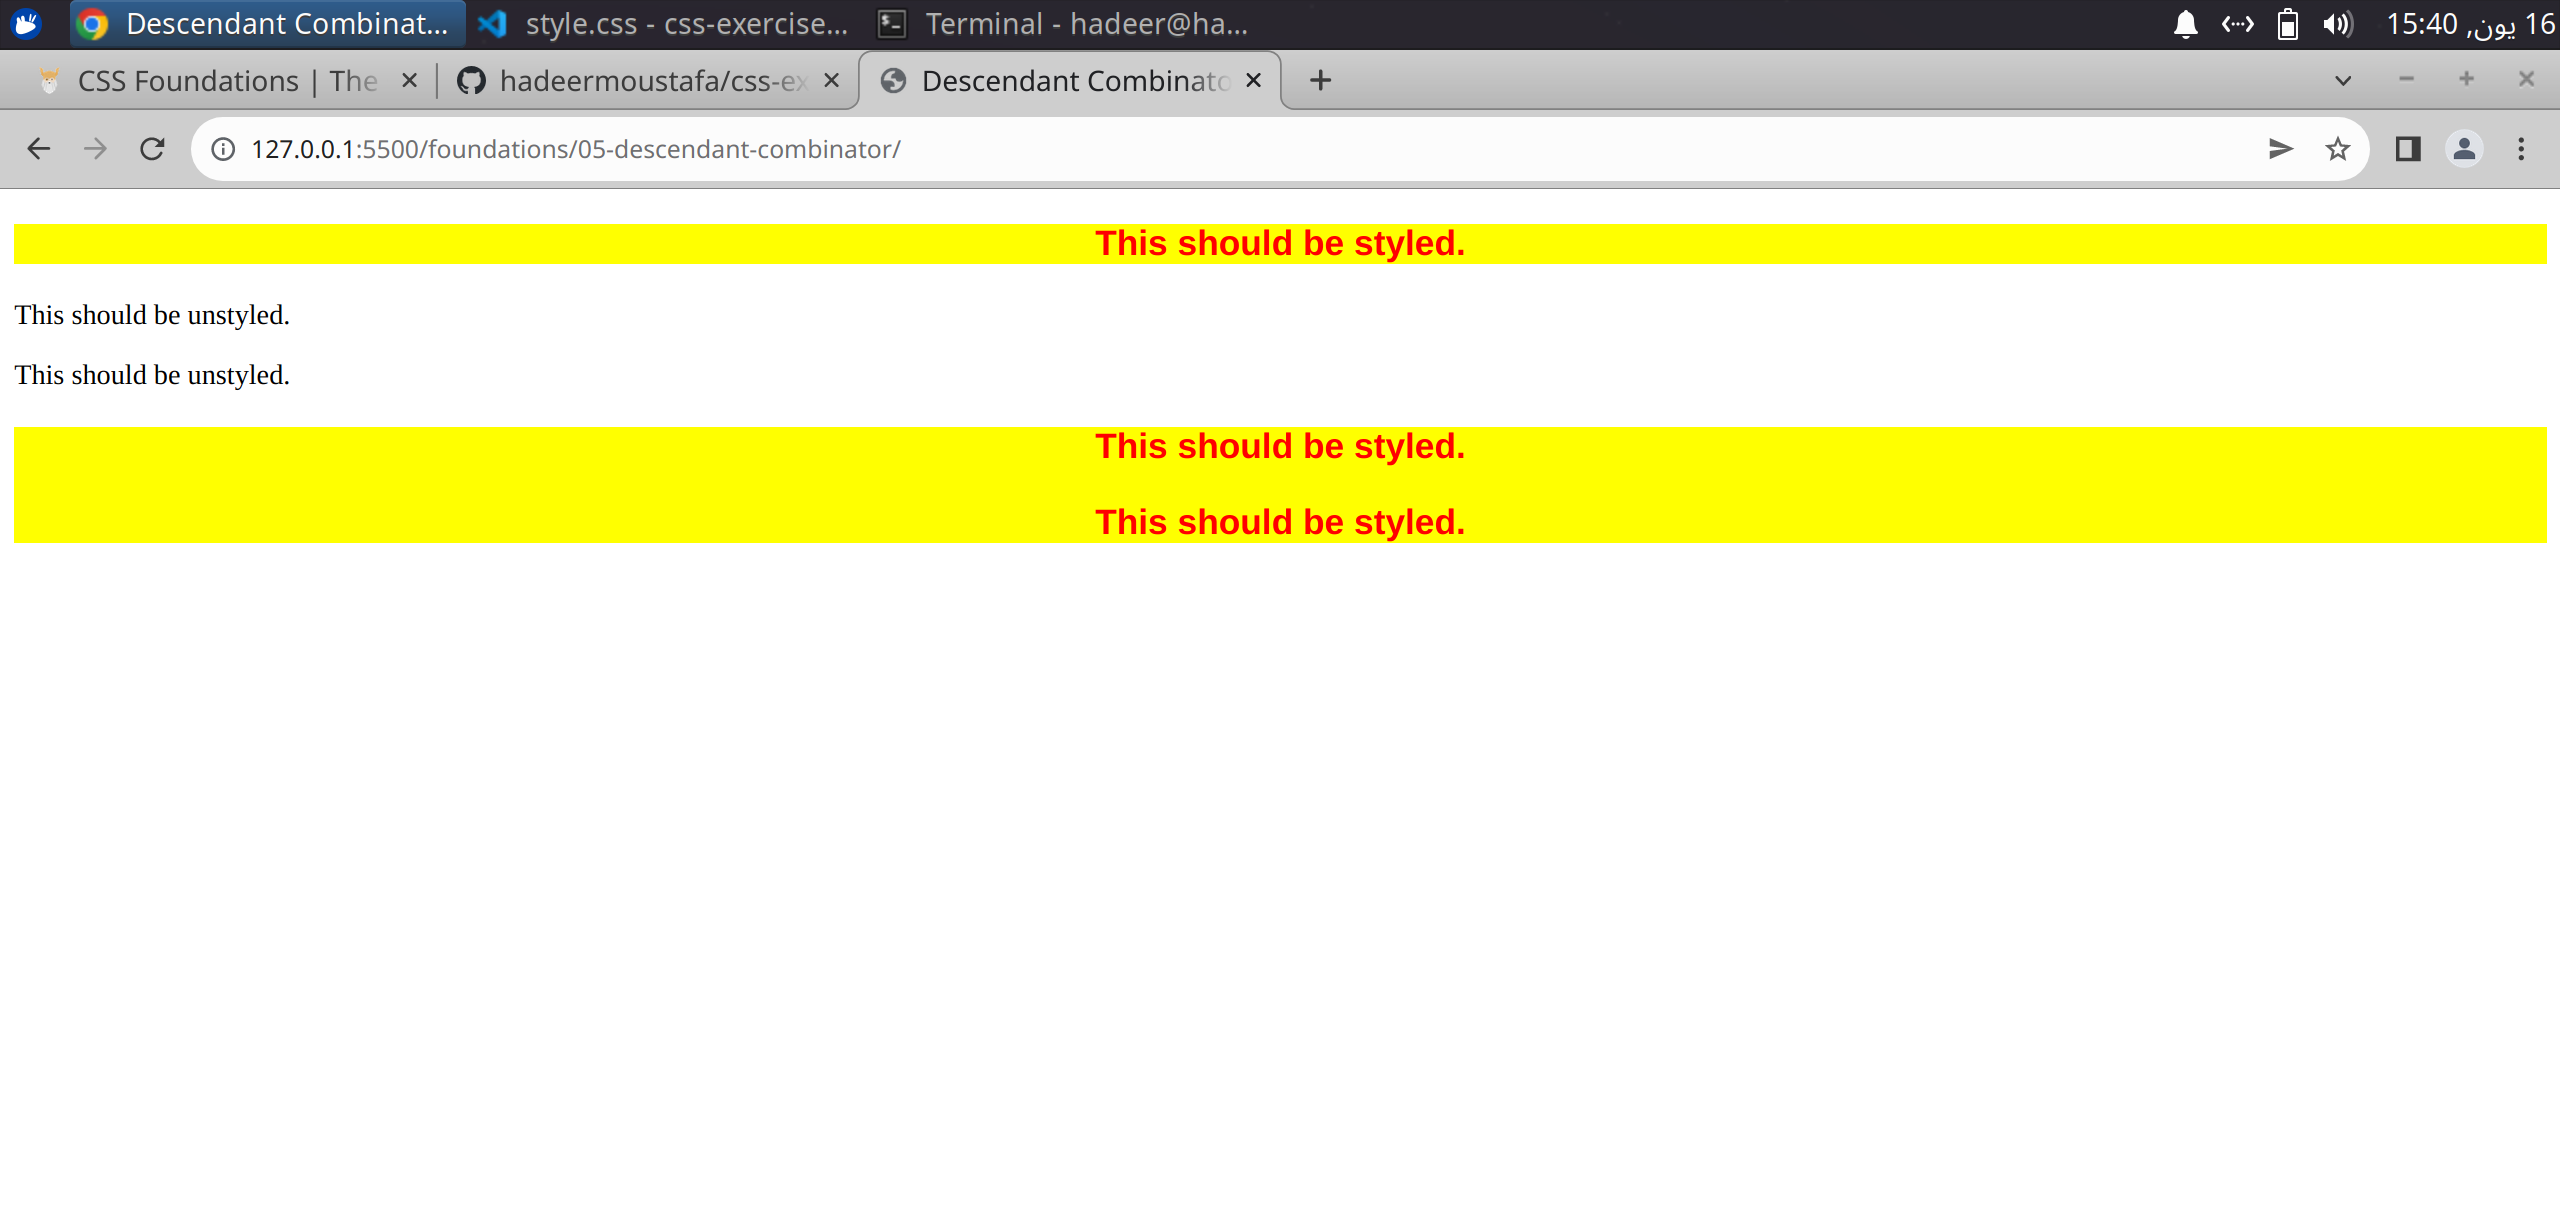 Descendant Combinat...
style.css - css-exercise...
Terminal - hadeer@ha...
16 يون, 15:40
CSS Foundations | The
hadeermoustafa/css-ex
Descendant Combinato
127.0.0.1:5500/foundations/05-descendant-combinator/
This should be styled.
This should be unstyled.
This should be unstyled.
This should be styled.
This should be styled.